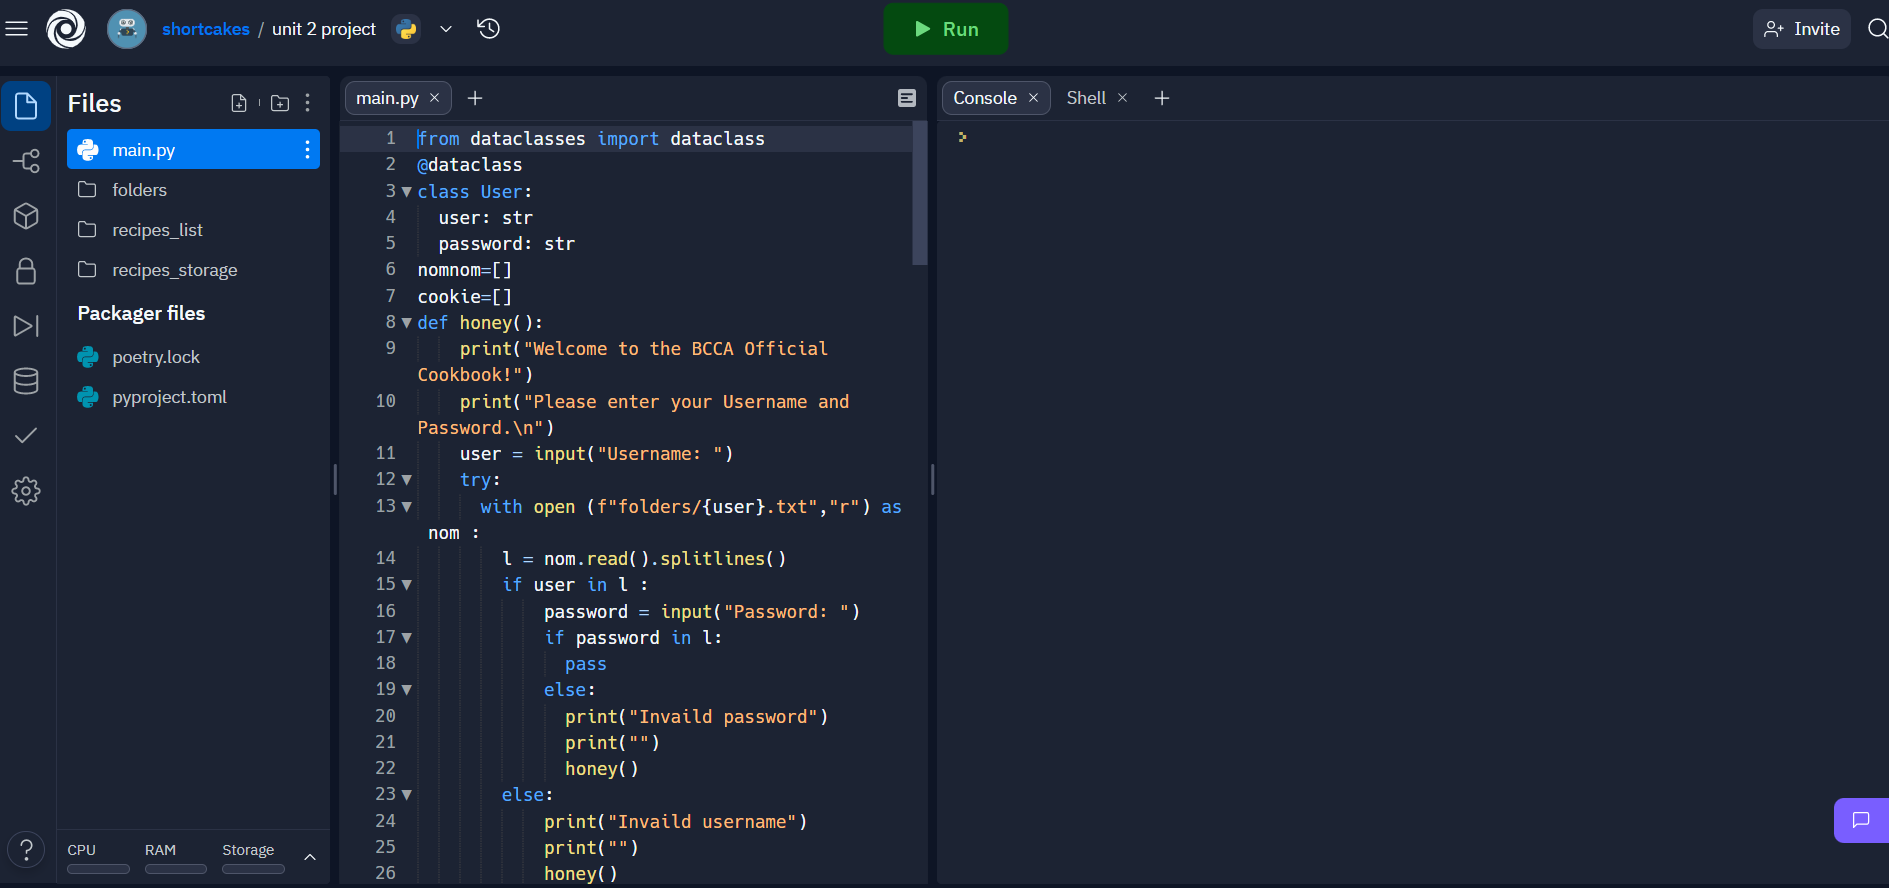 shortcakes / unit 2 project
Run
Invite
Files
main.py
folders
recipes_list
recipes_storage
Packager files
poetry.lock
pyproject.toml
CPU RAM Storage
?
main.py × +
1 from dataclasses import dataclass
2 @dataclass
3 class User:
4 user: str
5 password: str
6 nomnom=[]
7 cookie=[]
8 def honey():
9 print("Welcome to the BCCA Official
Cookbook!")
10 print("Please enter your Username and
Password.\n")
11 user = input("Username: ")
12 try:
13 with open (f"folders/{user}.txt","r") as
nom :
14 l = nom.read().splitlines()
15 if user in l :
16 password = input("Password: ")
17 if password in l:
18 pass
19 else:
20 print("Invaild password")
21 print("")
22 honey()
23 else:
24 print("Invaild username")
25 print("")
26 honey()
Console × Shell × +
>